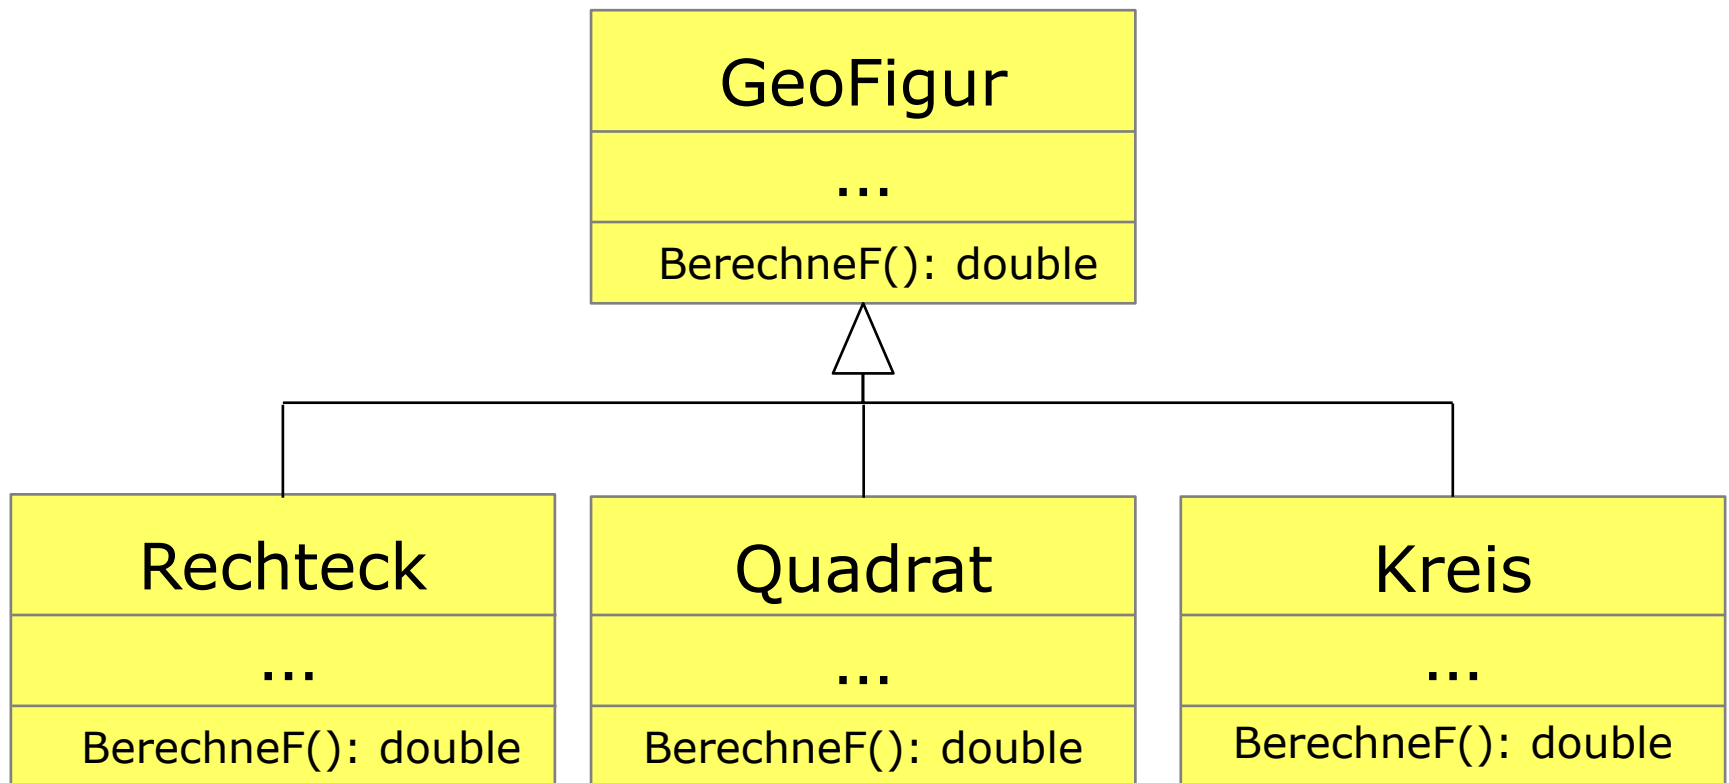 GeoFigur
...
BerechneF(): double
Rechteck
...
BerechneF(): double
Quadrat
...
BerechneF(): double
Kreis
...
BerechneF(): double